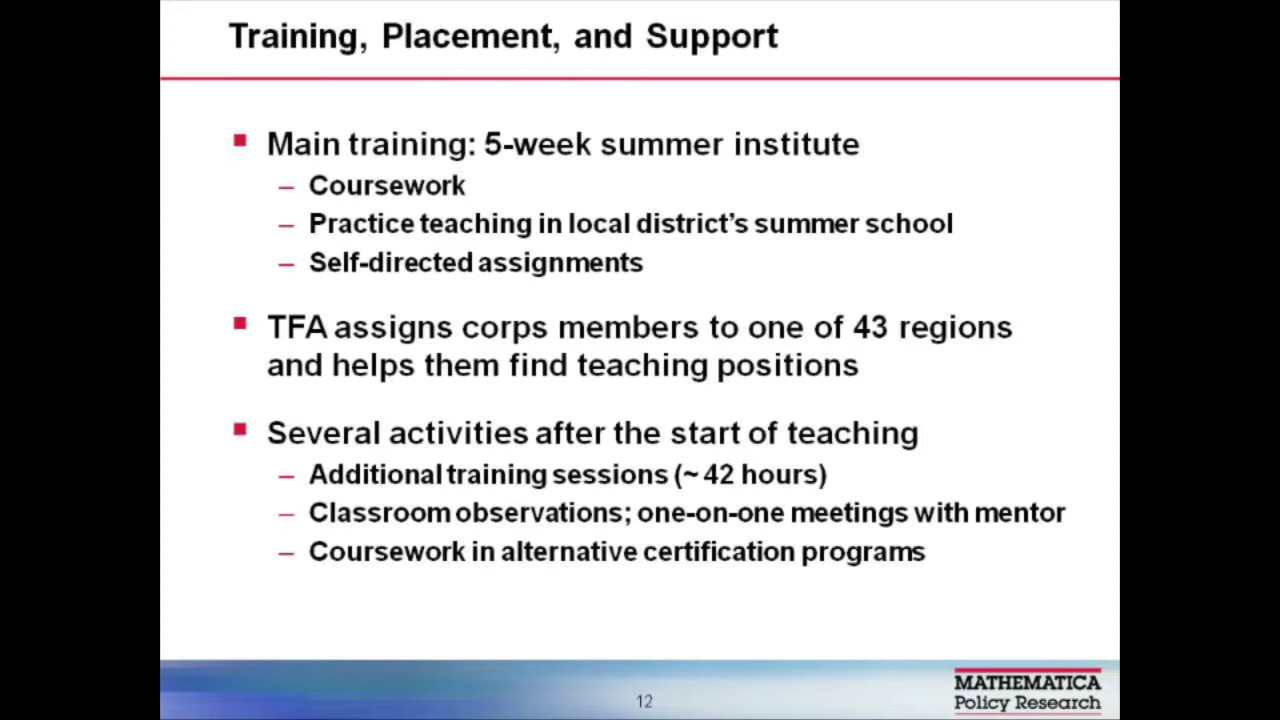 Training, Placement, and Support
Main training: 5-week summer institute
– Coursework
– Practice teaching in local district's summer school
– Self-directed assignments
TFA assigns corps members to one of 43 regions
and helps them find teaching positions
Several activities after the start of teaching
– Additional training sessions (~ 42 hours)
– Classroom observations; one-on-one meetings with mentor
– Coursework in alternative certification programs
12
MATHEMATICA
Policy Research